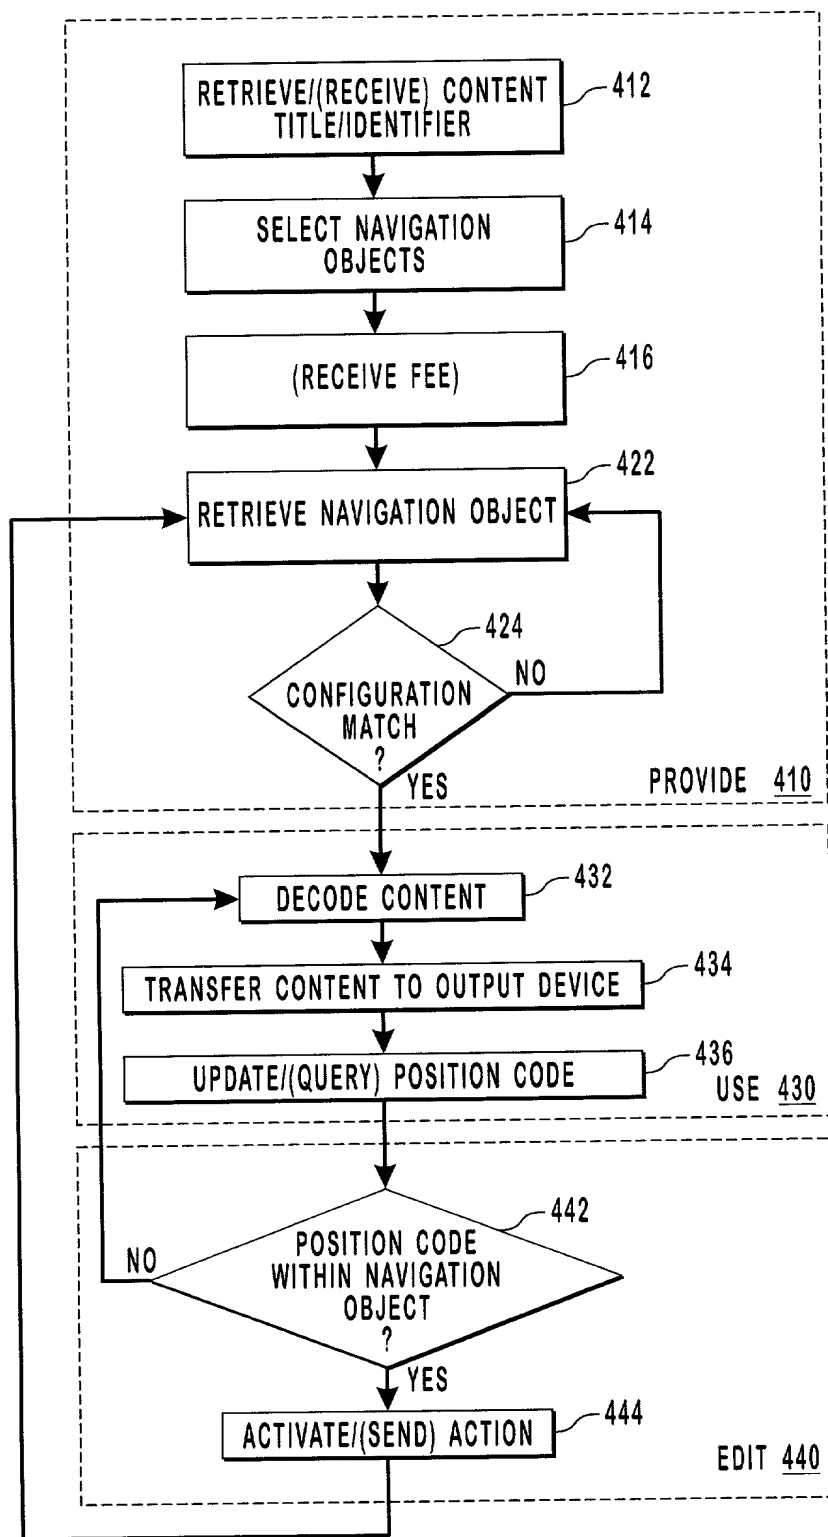 RETRIEVE/(RECEIVE) CONTENT
TITLE/IDENTIFIER
412
SELECT NAVIGATION
OBJECTS
414
(RECEIVE FEE)
416
422
RETRIEVE NAVIGATION OBJECT
424
NO
CONFIGURATION
MATCH
?
YES
PROVIDE 410
432
DECODE CONTENT
434
TRANSFER CONTENT TO OUTPUT DEVICE
436
UPDATE/(QUERY) POSITION CODE
USE 430
442
NO
POSITION CODE
WITHIN NAVIGATION
OBJECT
?
YES
444
ACTIVATE/(SEND) ACTION
EDIT 440